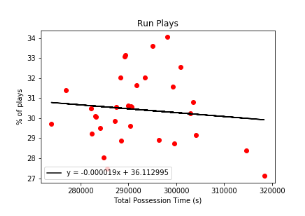 Run Plays
% of plays
34
33
32
31
30
29
28
27
y = -0.000019x + 36.112995
280000 290000 300000 310000 320000
Total Possession Time (s)